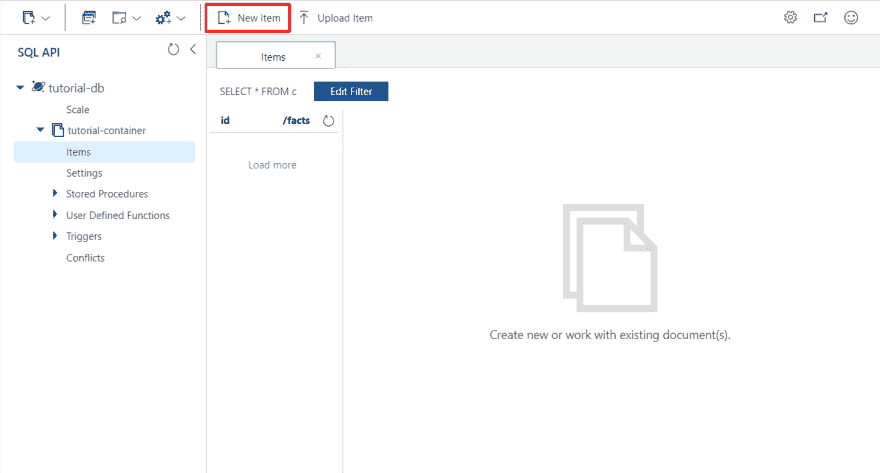 New Item
Upload Item
SQL API
Items
tutorial-db
SELECT * FROM c
Edit Filter
Scale
id
/facts
tutorial-container
Items
Load more
Settings
Stored Procedures
User Defined Functions
Triggers
Conflicts
Create new or work with existing document(s).